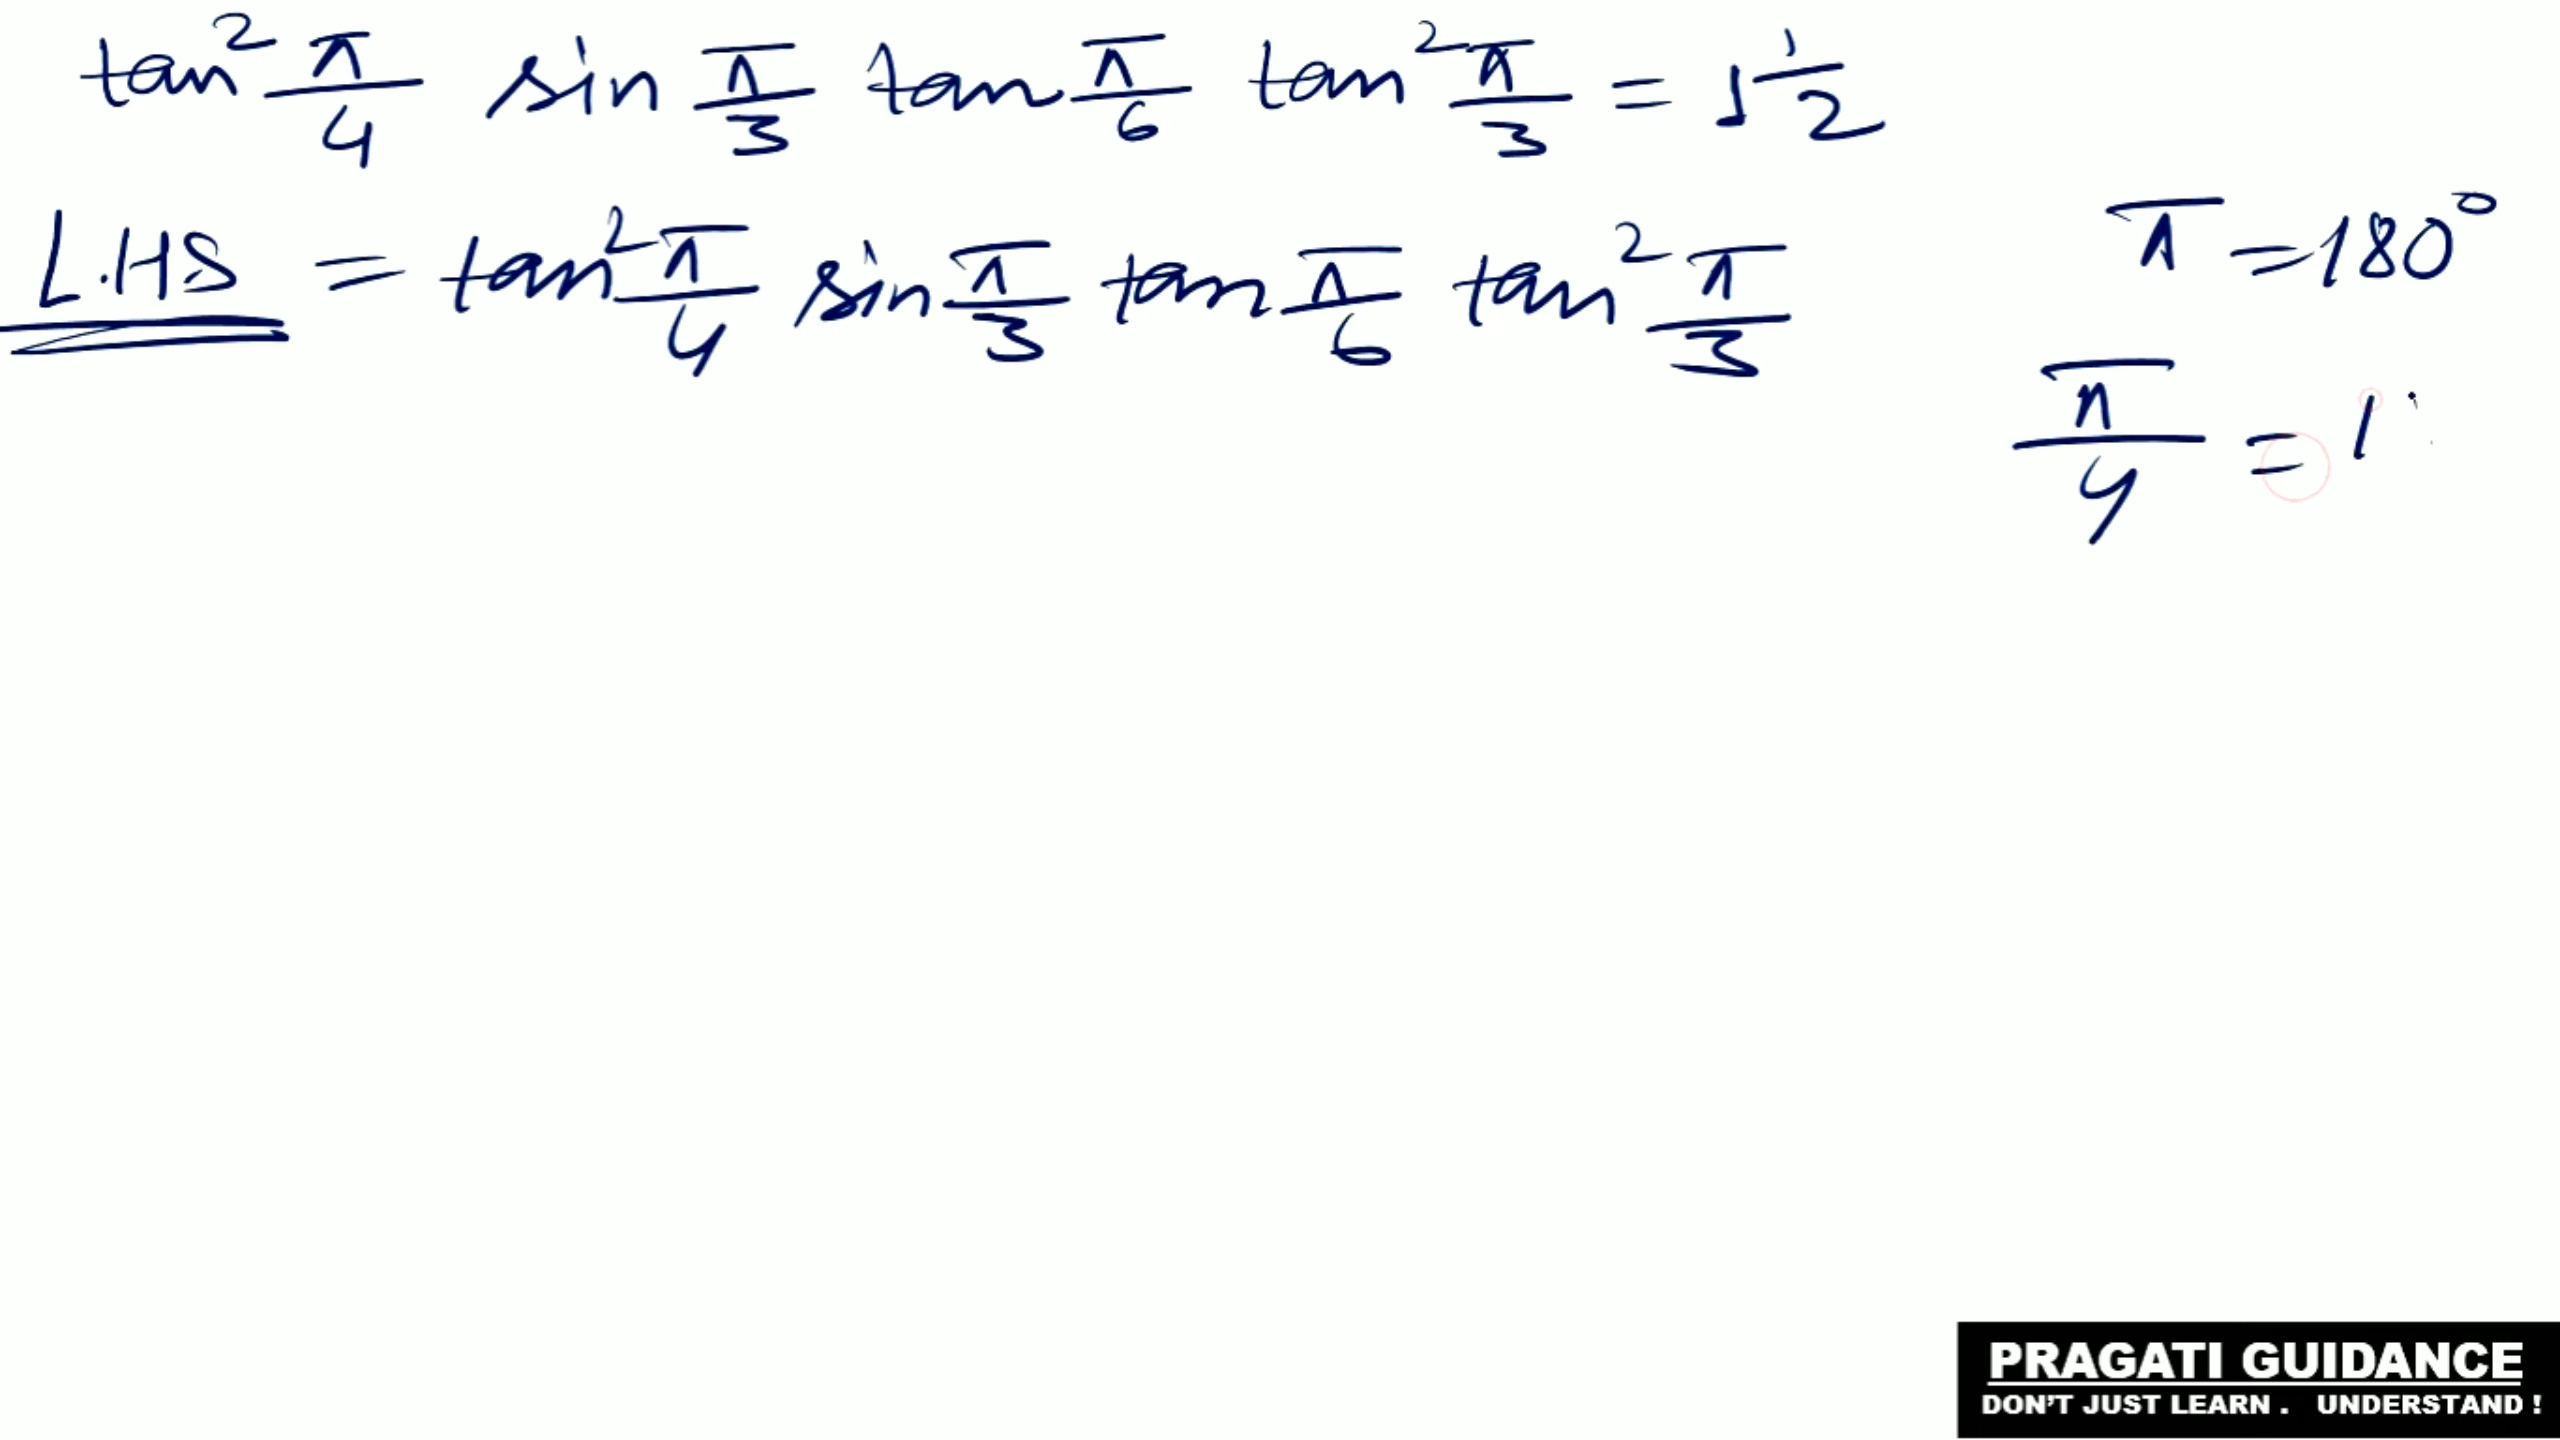 tan² π/4 sin π/3 tan π/6 tan² π/3 = 1 1/2
L.HS = tan² π/4 sin π/3 tan π/6 tan² π/3
π = 180°
π/4 = 1
PRAGATI GUIDANCE
DON'T JUST LEARN . UNDERSTAND !